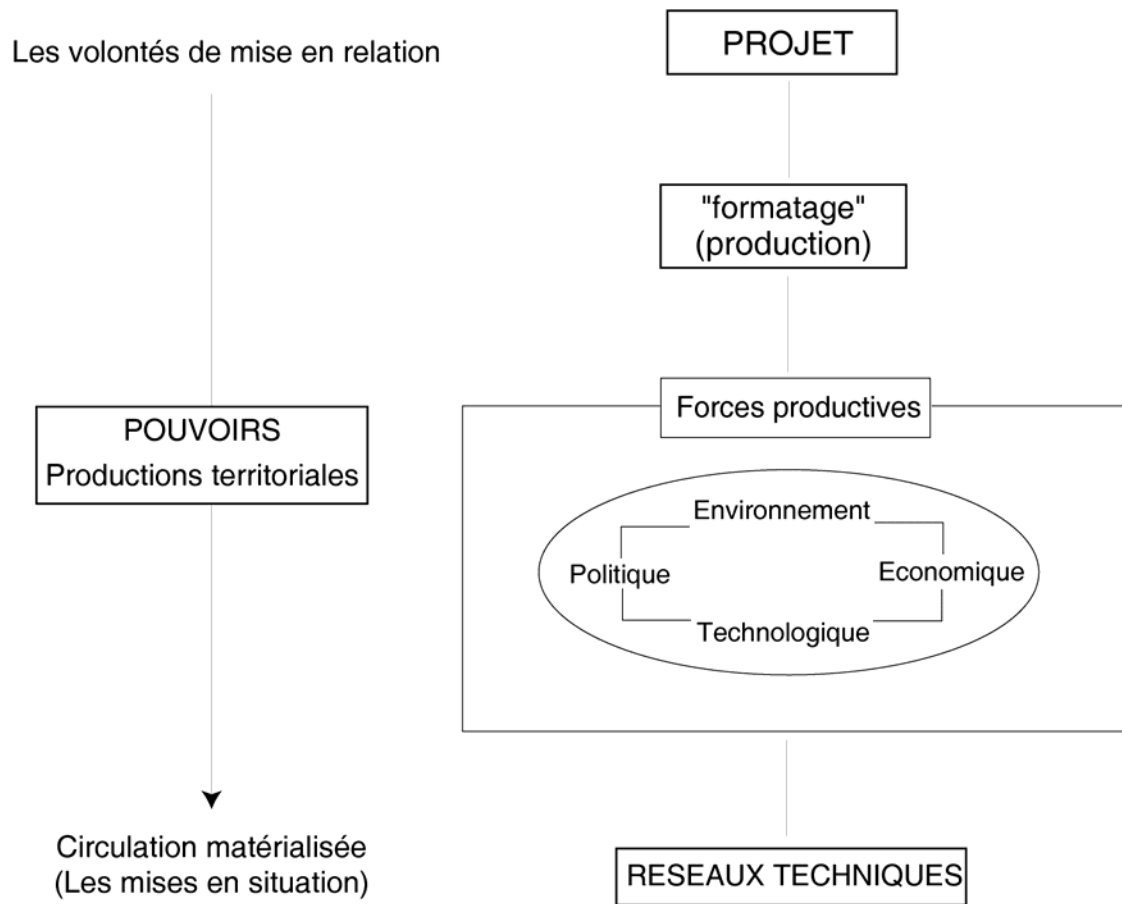 Les volontés de mise en relation
PROJET
"formatage"
(production)
POUVOIRS
Productions territoriales
Forces productives
Environnement
Politique
Economique
Technologique
Circulation matérialisée
(Les mises en situation)
RESEAUX TECHNIQUES